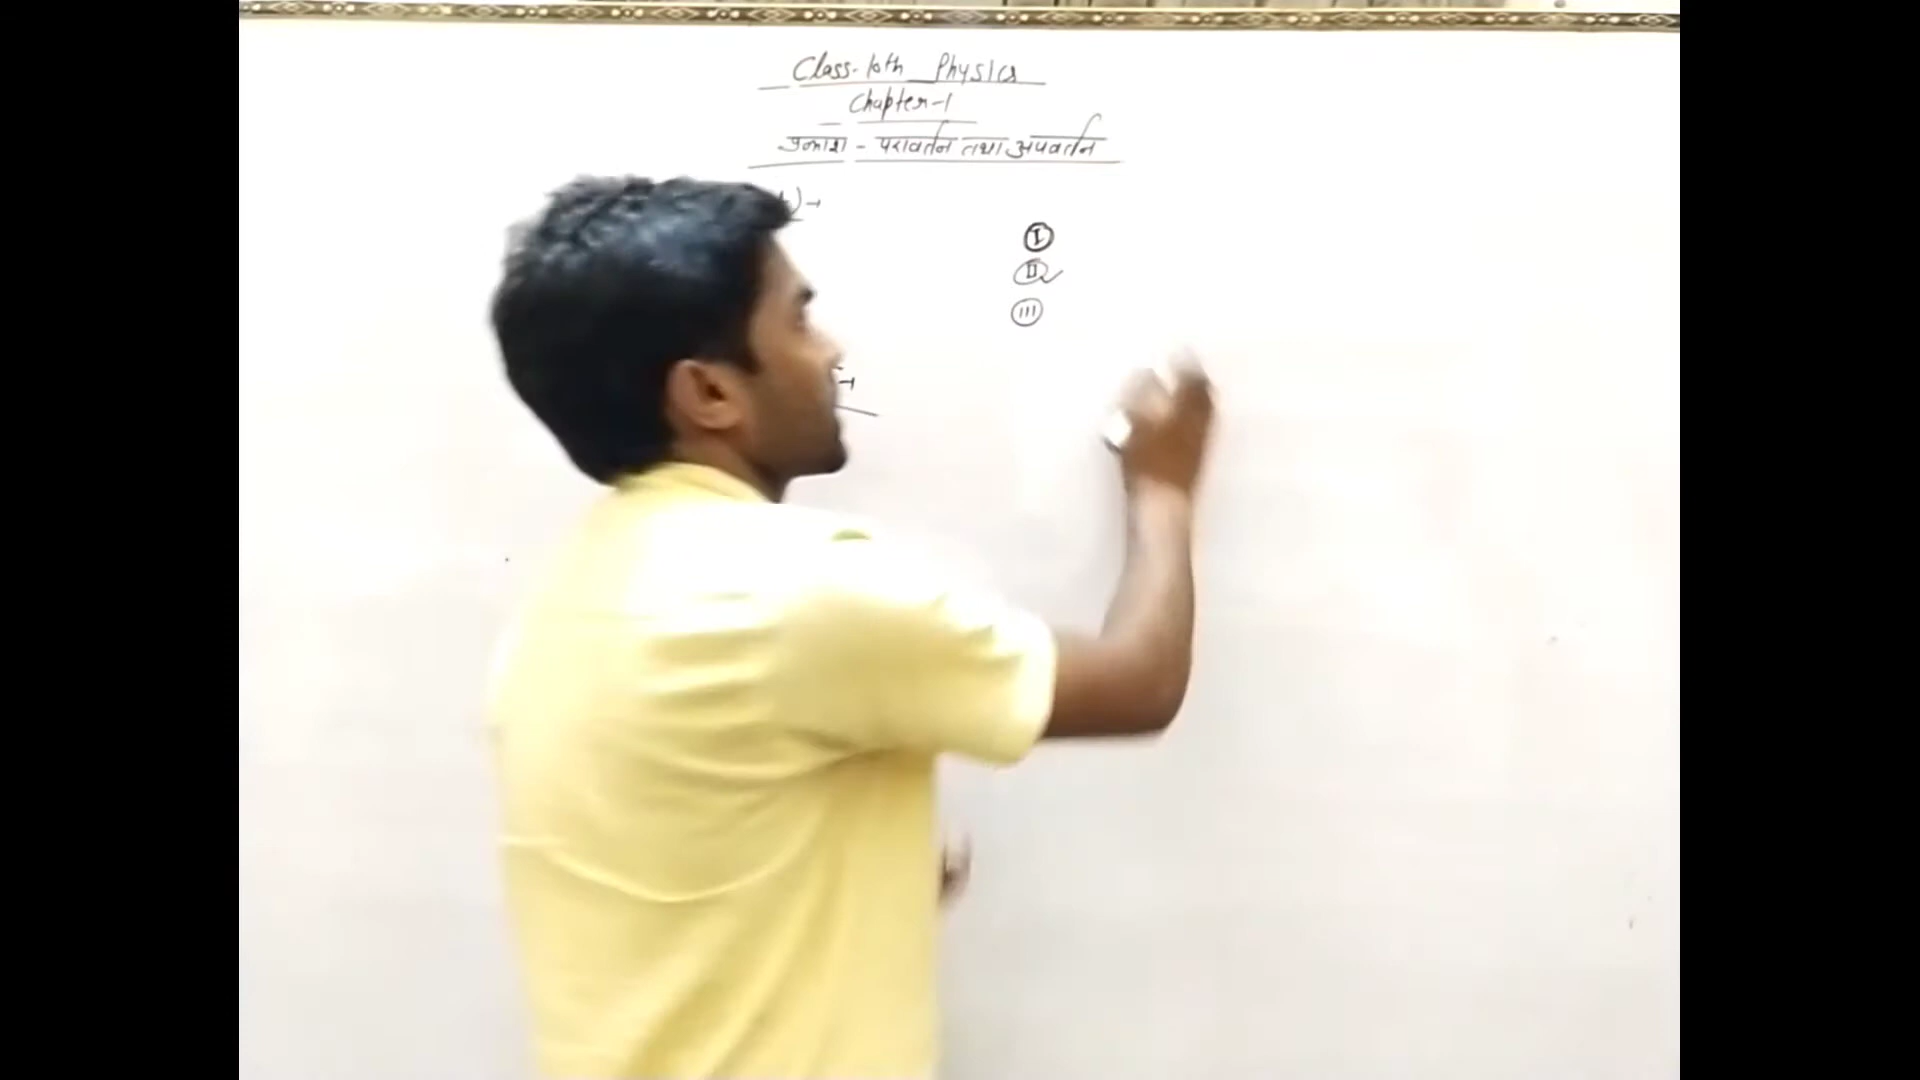 Class-10th Physics
Chapter-1
प्रकाश - परावर्तन तथा अपवर्तन
I
II
III